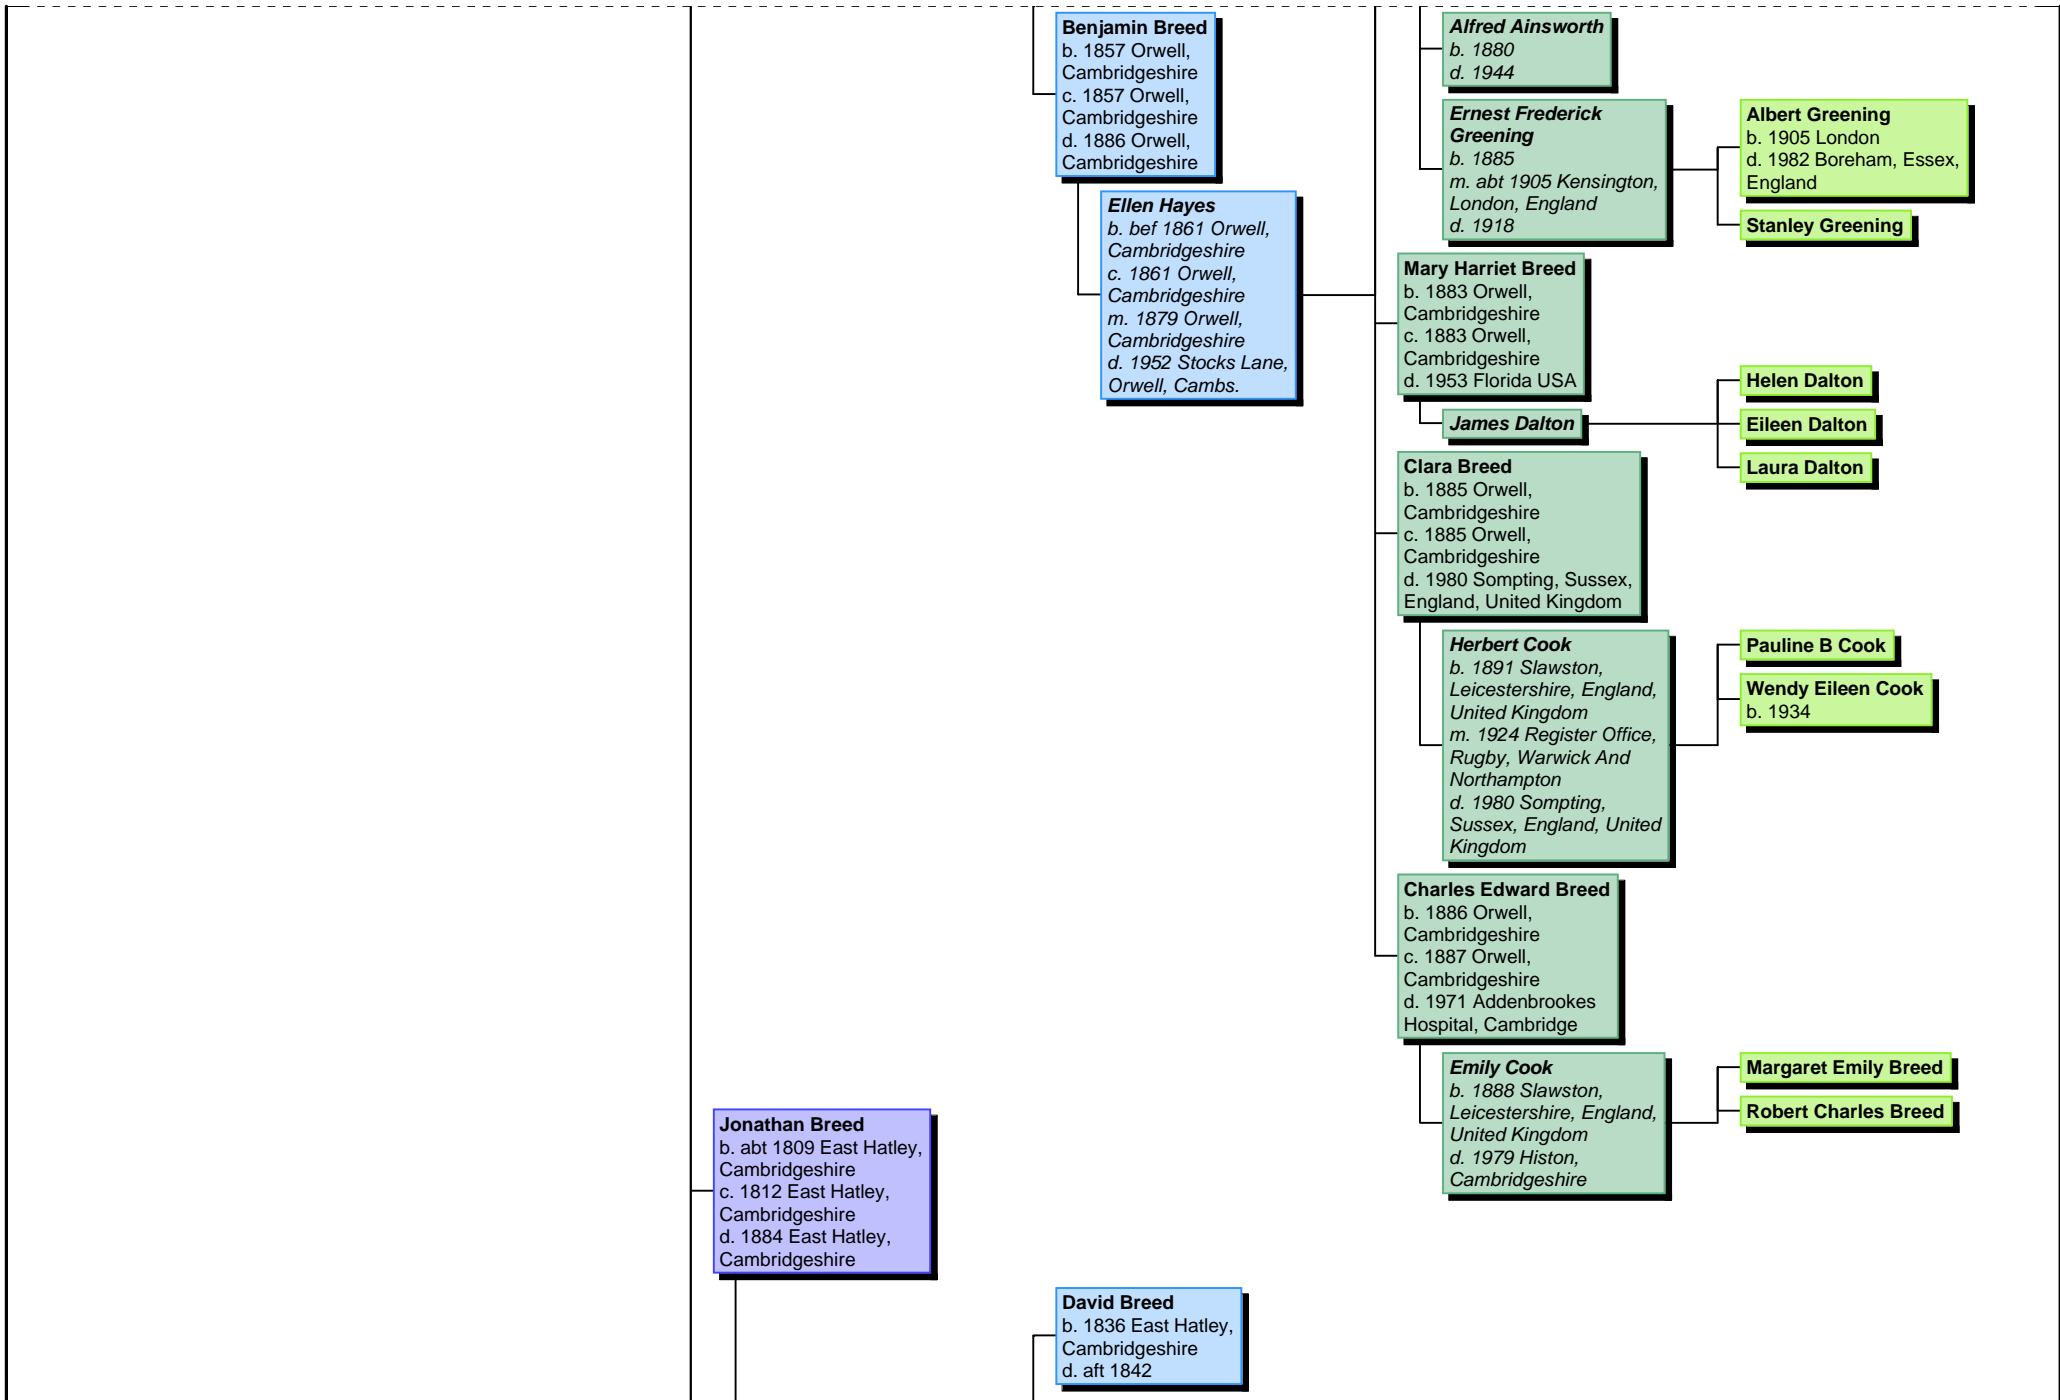 Benjamin Breed
b. 1857 Orwell,
Cambridgeshire
c. 1857 Orwell,
Cambridgeshire
d. 1886 Orwell,
Cambridgeshire
Ellen Hayes
b. bef 1861 Orwell,
Cambridgeshire
c. 1861 Orwell,
Cambridgeshire
m. 1879 Orwell,
Cambridgeshire
d. 1952 Stocks Lane,
Orwell, Cambs.
Alfred Ainsworth
b. 1880
d. 1944
Ernest Frederick
Greening
b. 1885
m. abt 1905 Kensington,
London, England
d. 1918
Albert Greening
b. 1905 London
d. 1982 Boreham, Essex,
England
Stanley Greening
Mary Harriet Breed
b. 1883 Orwell,
Cambridgeshire
c. 1883 Orwell,
Cambridgeshire
d. 1953 Florida USA
James Dalton
Helen Dalton
Eileen Dalton
Laura Dalton
Clara Breed
b. 1885 Orwell,
Cambridgeshire
c. 1885 Orwell,
Cambridgeshire
d. 1980 Sompting, Sussex,
England, United Kingdom
Herbert Cook
b. 1891 Slawston,
Leicestershire, England,
United Kingdom
m. 1924 Register Office,
Rugby, Warwick And
Northampton
d. 1980 Sompting,
Sussex, England, United
Kingdom
Pauline B Cook
Wendy Eileen Cook
b. 1934
Charles Edward Breed
b. 1886 Orwell,
Cambridgeshire
c. 1887 Orwell,
Cambridgeshire
d. 1971 Addenbrookes
Hospital, Cambridge
Emily Cook
b. 1888 Slawston,
Leicestershire, England,
United Kingdom
d. 1979 Histon,
Cambridgeshire
Margaret Emily Breed
Robert Charles Breed
Jonathan Breed
b. abt 1809 East Hatley,
Cambridgeshire
c. 1812 East Hatley,
Cambridgeshire
d. 1884 East Hatley,
Cambridgeshire
David Breed
b. 1836 East Hatley,
Cambridgeshire
d. aft 1842